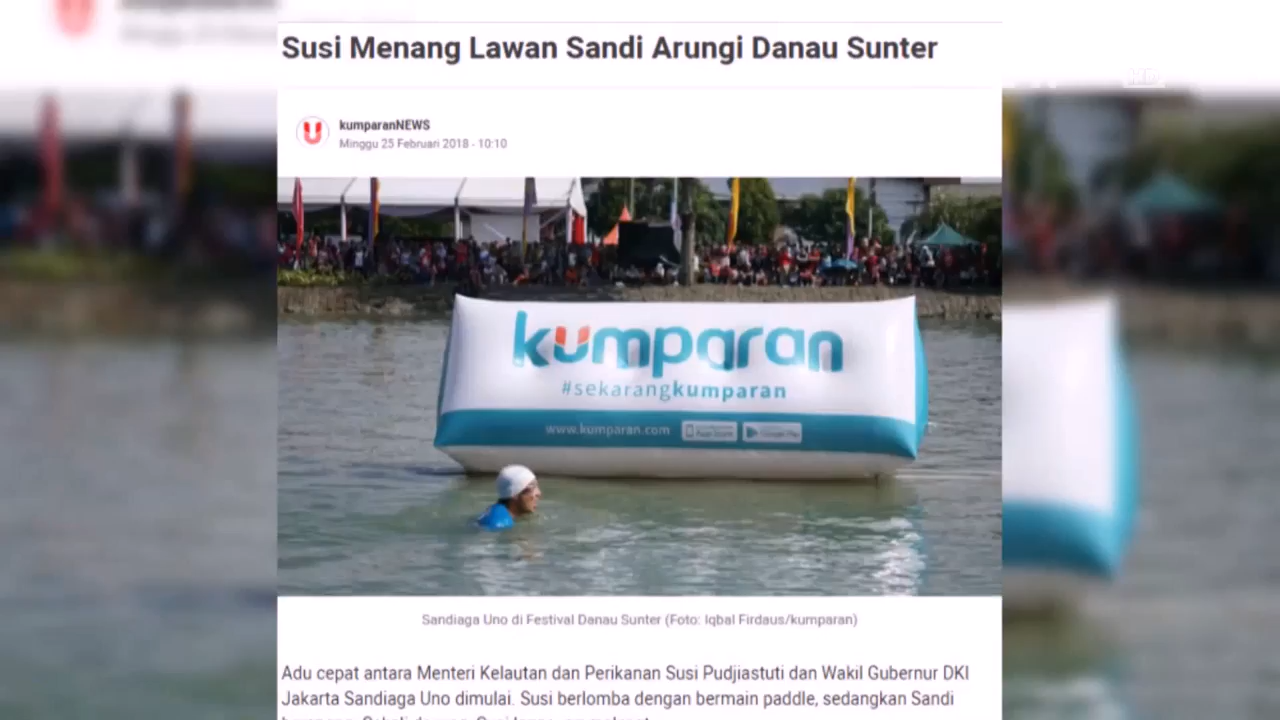 Susi Menang Lawan Sandi Arungi Danau Sunter
kumparanNEWS
Minggu 25 Februari 2018 - 10:10
kumparan
#sekarangkumparan
www.kumparan.com
Google Play
Sandiaga Uno di Festival Danau Sunter (Foto: Iqbal Firdaus/kumparan)
Adu cepat antara Menteri Kelautan dan Perikanan Susi Pudjiastuti dan Wakil Gubernur DKI
Jakarta Sandiaga Uno dimulai. Susi berlomba dengan bermain paddle, sedangkan Sandi